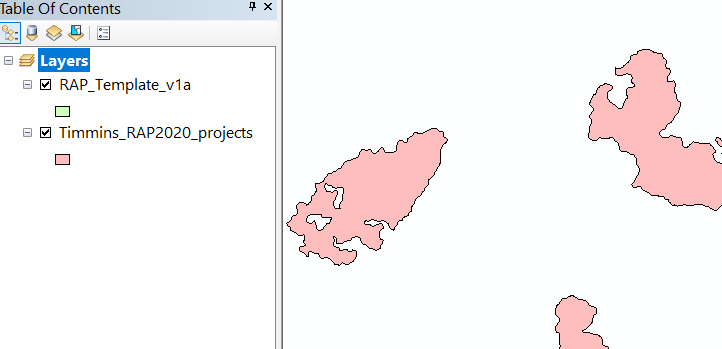 Table Of Contents
Layers
RAP_Template_v1a
Timmins_RAP2020_projects